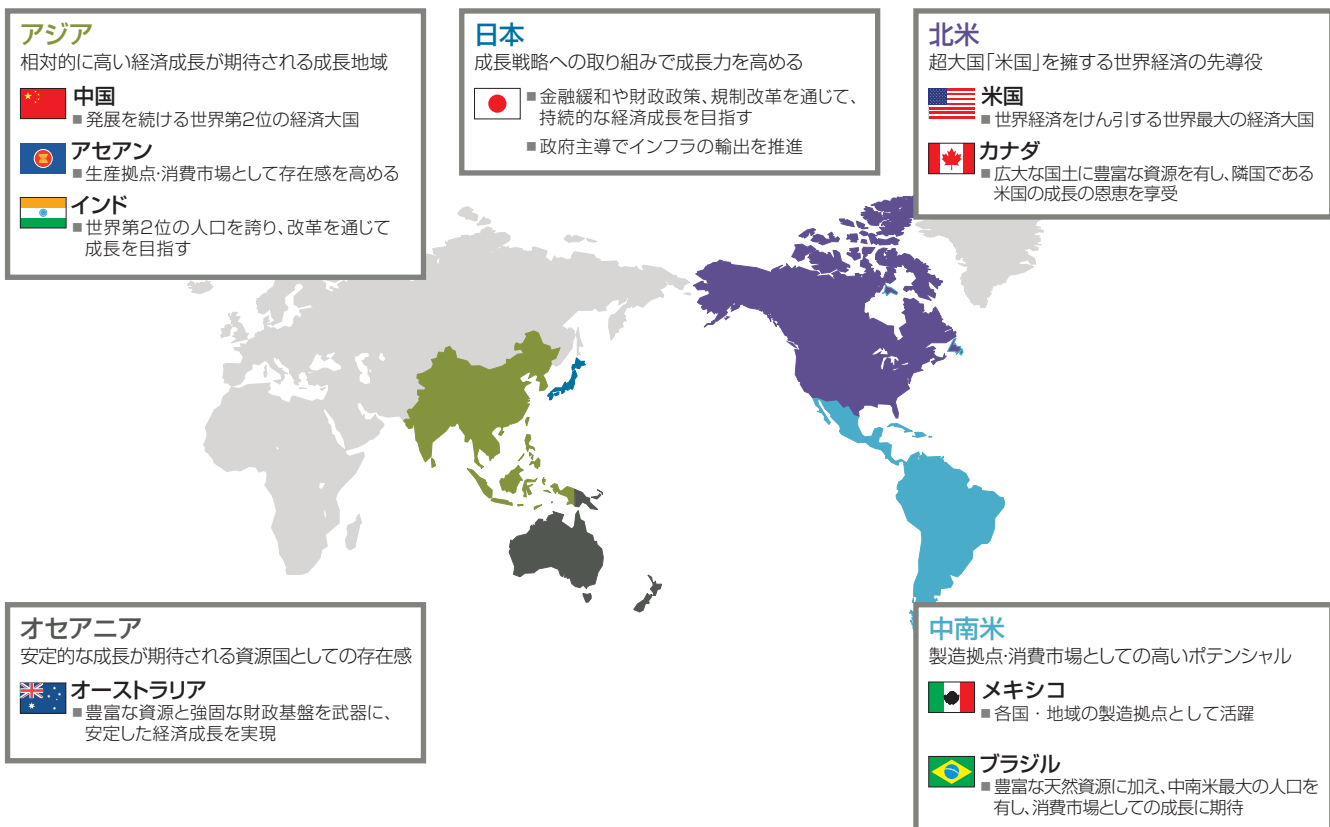 アジア
相対的に高い経済成長が期待される成長地域
中国
■発展を続ける世界第2位の経済大国
アセアン
■生産拠点・消費市場として存在感を高める
インド
■世界第2位の人口を誇り、改革を通じて
成長を目指す
日本
成長戦略への取り組みで成長力を高める
■金融緩和や財政政策、規制改革を通じて、
持続的な経済成長を目指す
■政府主導でインフラの輸出を推進
北米
超大国「米国」を擁する世界経済の先導役
米国
■世界経済をけん引する世界最大の経済大国
カナダ
■広大な国土に豊富な資源を有し、隣国である
米国の成長の恩恵を享受
オセアニア
安定的な成長が期待される資源国としての存在感
オーストラリア
■豊富な資源と強固な財政基盤を武器に、
安定した経済成長を実現
中南米
製造拠点・消費市場としての高いポテンシャル
メキシコ
■各国・地域の製造拠点として活躍
ブラジル
■豊富な天然資源に加え、中南米最大の人口を
有し、消費市場としての成長に期待